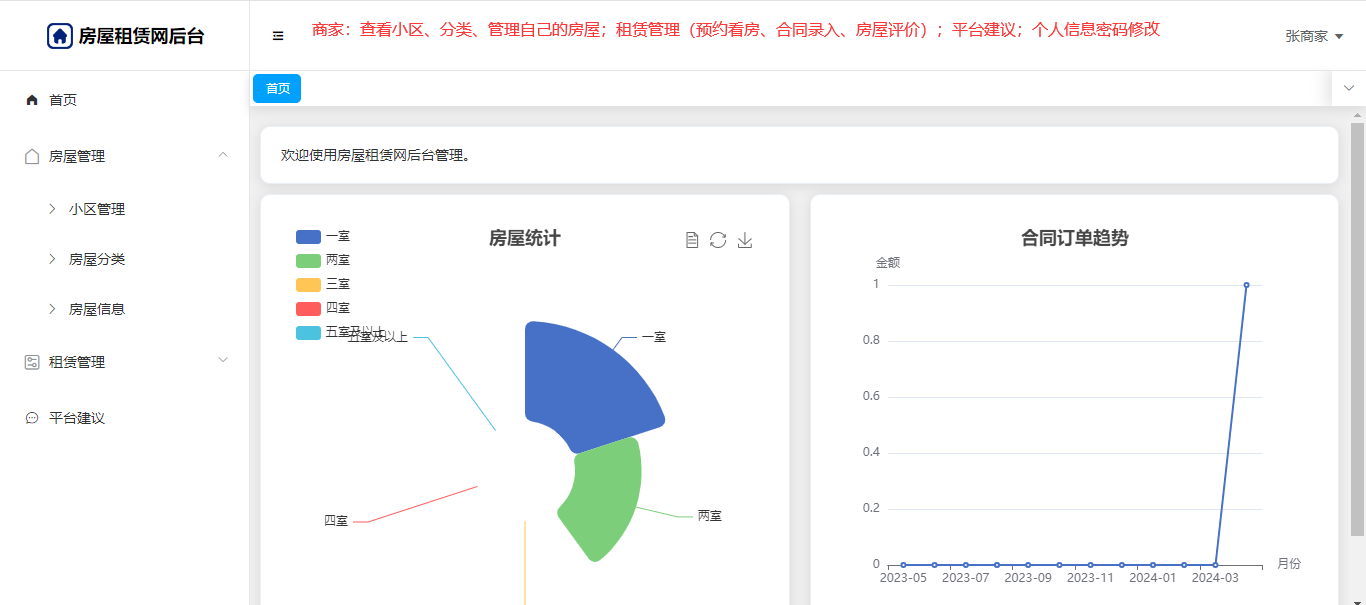 房屋租赁网后台
商家：查看小区、分类、管理自己的房屋；租赁管理（预约看房、合同录入、房屋评价）；平台建议；个人信息密码修改
张商家
首页
房屋管理
小区管理
房屋分类
房屋信息
租赁管理
平台建议
首页
欢迎使用房屋租赁网后台管理。
房屋统计
一室
两室
三室
四室
五室及以上
五室及以上
一室
两室
四室
合同订单趋势
金额
1
0.8
0.6
0.4
0.2
0
2023-05 2023-07 2023-09 2023-11 2024-01 2024-03
月份